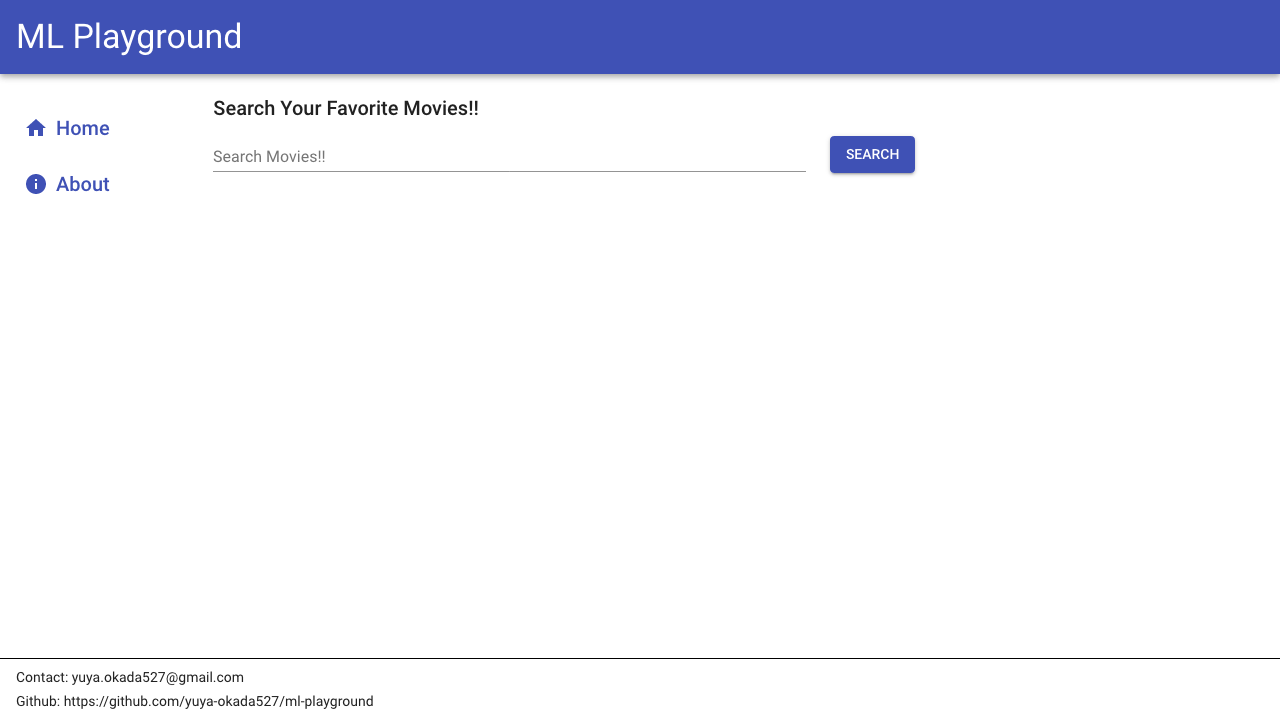 ML Playground
Home
About
Search Your Favorite Movies!!
Search Movies!!
SEARCH
Contact: yuya.okada527@gmail.com
Github: https://github.com/yuya-okada527/ml-playground